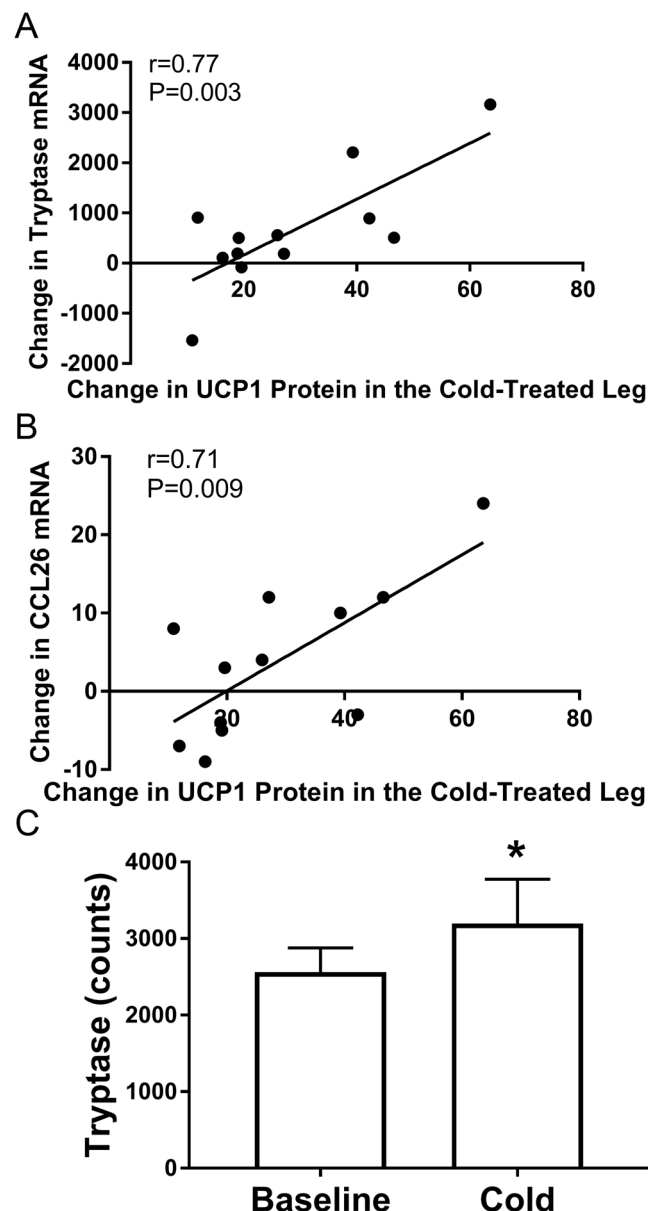 A
r=0.77
P=0.003
Change in Tryptase mRNA
4000
3000
2000
1000
0
-1000
-2000
20
40
60
80
Change in UCP1 Protein in the Cold-Treated Leg
B
r=0.71
P=0.009
Change in CCL26 mRNA
30
20
10
0
-10
20
40
60
80
Change in UCP1 Protein in the Cold-Treated Leg
C
Tryptase (counts)
4000
3000
2000
1000
0
*
Baseline
Cold